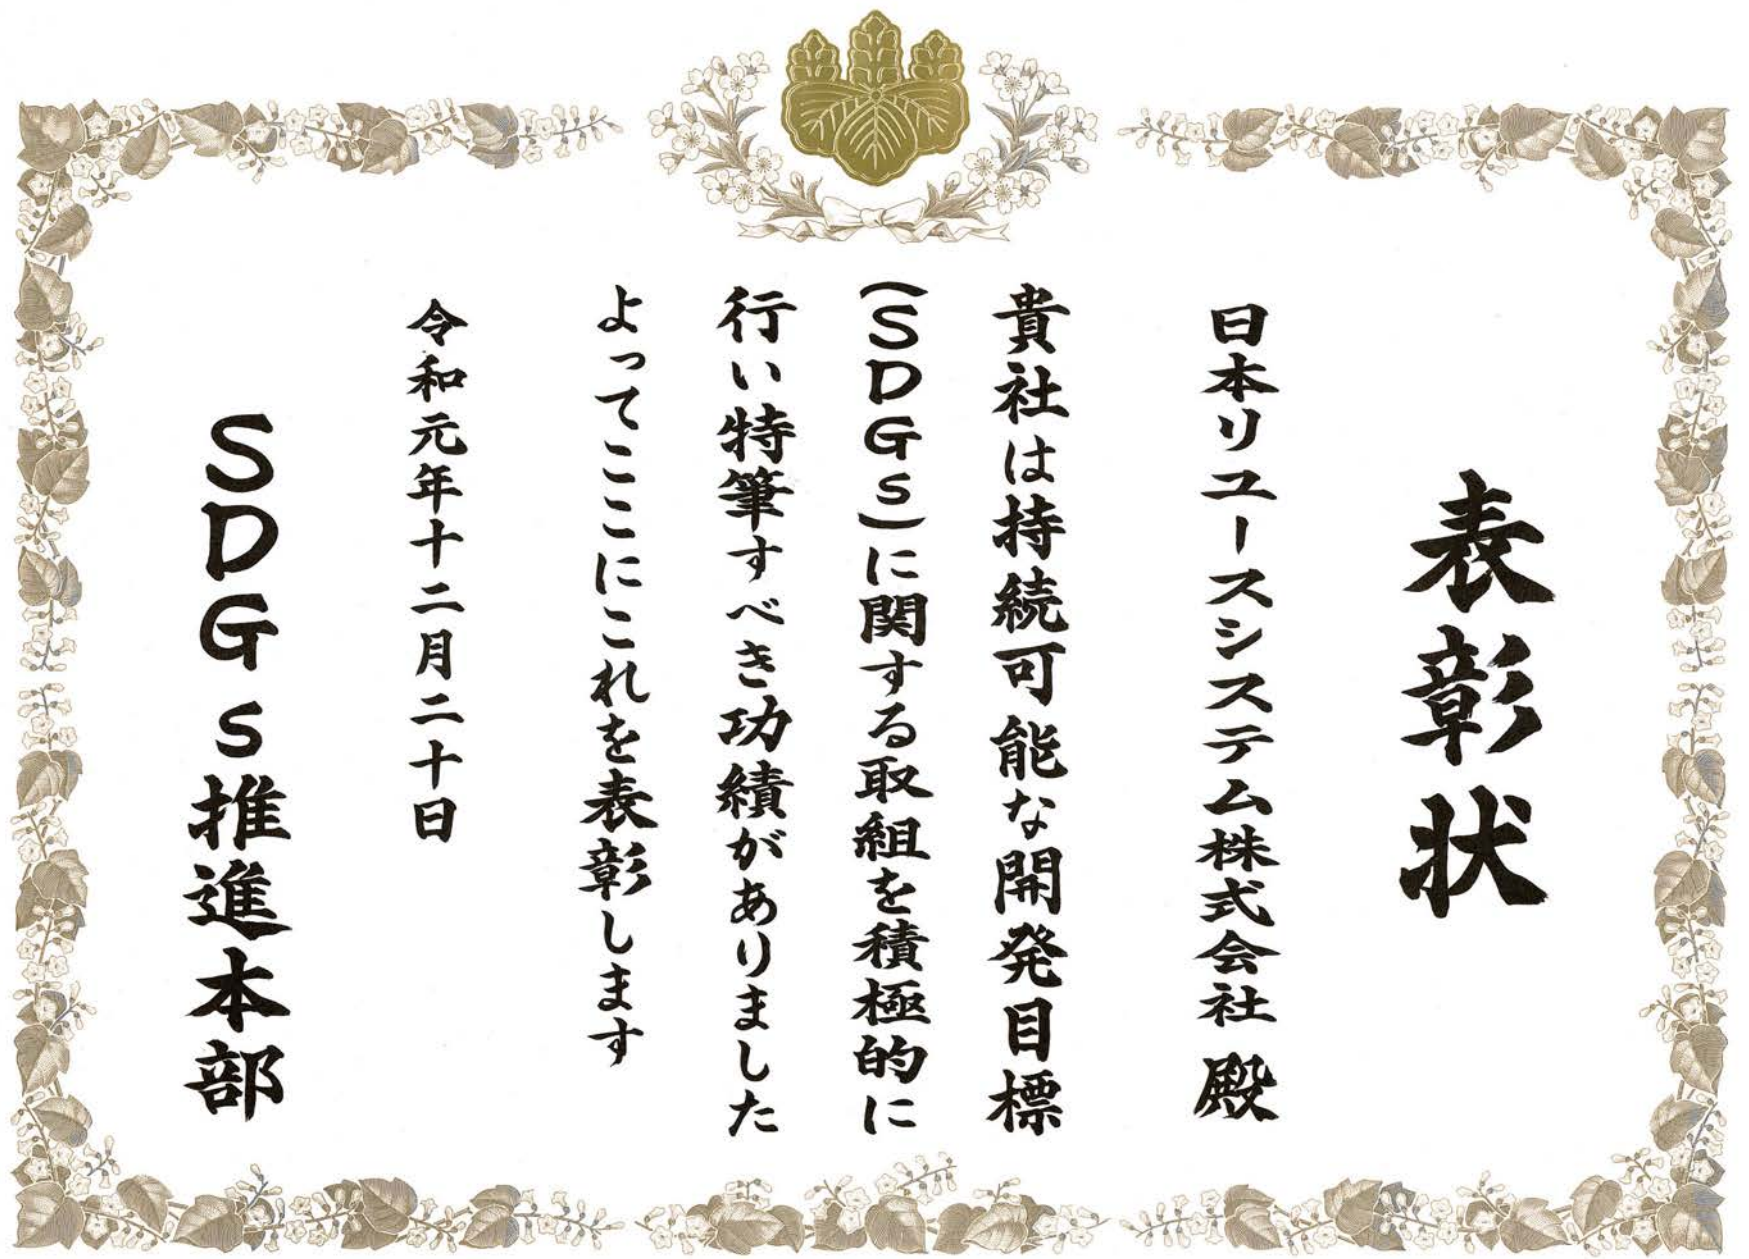 表彰状
日本リユースシステム株式会社 殿
貴社は持続可能な開発目標
(SDGs)に関する取組を積極的に
行い特筆すべき功績がありました
よってここにこれを表彰します
令和元年十二月二十日
SDGs推進本部